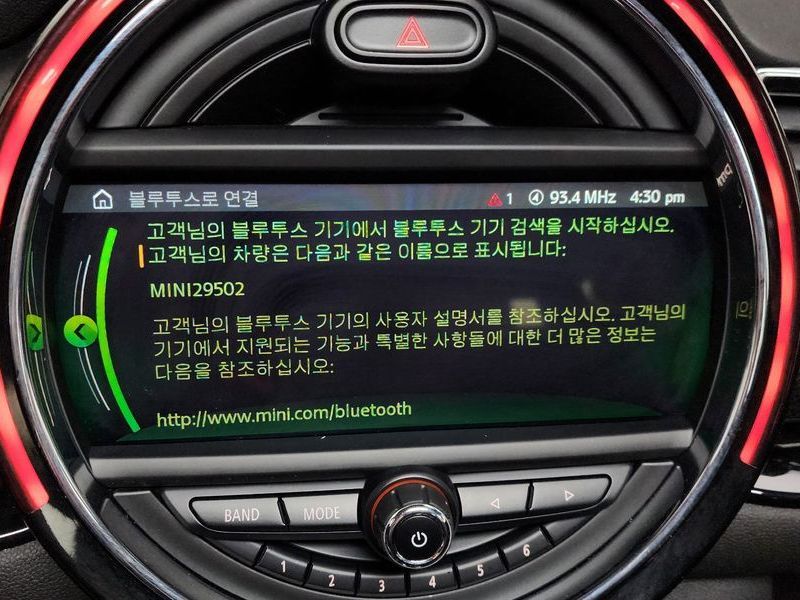 블루투스로 연결 1 93.4 MHz 4:30 pm
고객님의 블루투스 기기에서 블루투스 기기 검색을 시작하십시오.
고객님의 차량은 다음과 같은 이름으로 표시됩니다:
MINI29502
고객님의 블루투스 기기의 사용자 설명서를 참조하십시오. 고객님의
기기에서 지원되는 기능과 특별한 사항들에 대한 더 많은 정보는
다음을 참조하십시오:
http://www.mini.com/bluetooth
BAND MODE
1 2 3 4 5 6